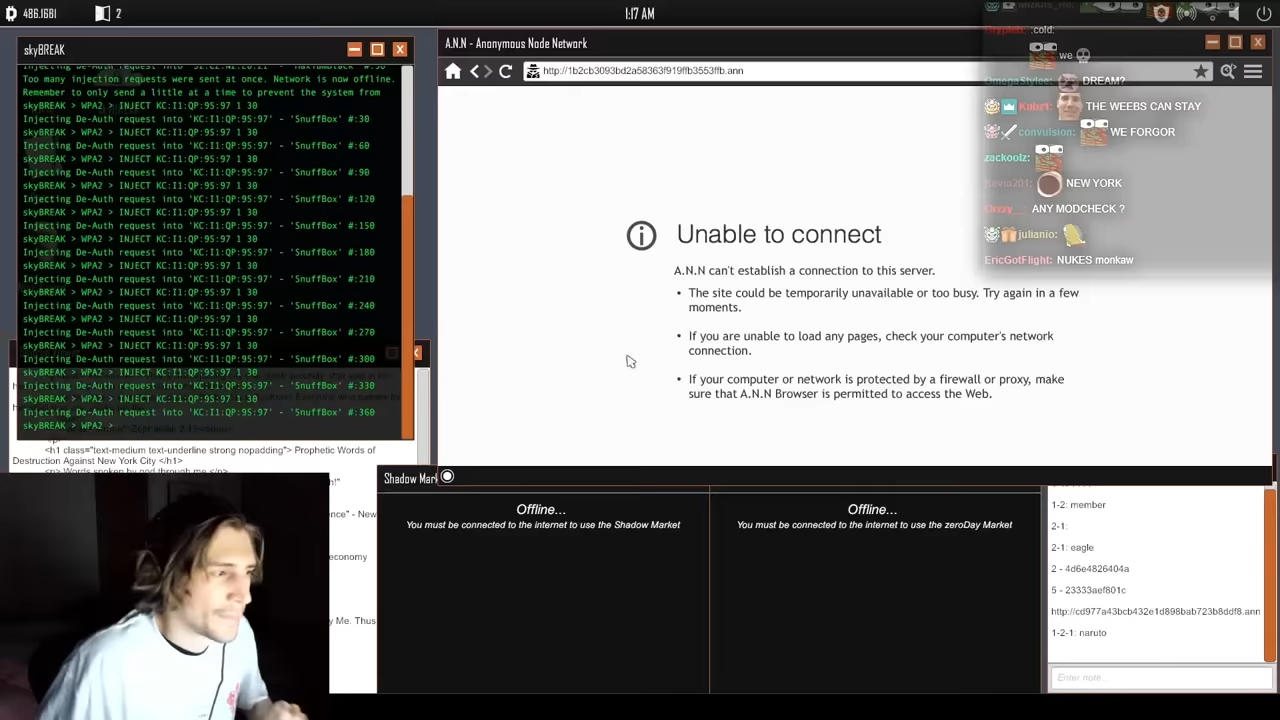 486.1681
2
1:17 AM
skyBREAK
Too many injection requests were sent at once. Network is now offline.
Remember to only send a little at a time to prevent the system from
skyBREAK > WPA2 > INJECT KC:I1:QP:95:97 1 30
Injecting De-Auth request into 'KC:I1:QP:95:97' - 'SnuffBox' #:30
skyBREAK > WPA2 > INJECT KC:I1:QP:95:97 1 30
Injecting De-Auth request into 'KC:I1:QP:95:97' - 'SnuffBox' #:60
skyBREAK > WPA2 > INJECT KC:I1:QP:95:97 1 30
Injecting De-Auth request into 'KC:I1:QP:95:97' - 'SnuffBox' #:90
skyBREAK > WPA2 > INJECT KC:I1:QP:95:97 1 30
Injecting De-Auth request into 'KC:I1:QP:95:97' - 'SnuffBox' #:120
skyBREAK > WPA2 > INJECT KC:I1:QP:95:97 1 30
Injecting De-Auth request into 'KC:I1:QP:95:97' - 'SnuffBox' #:150
skyBREAK > WPA2 > INJECT KC:I1:QP:95:97 1 30
Injecting De-Auth request into 'KC:I1:QP:95:97' - 'SnuffBox' #:180
skyBREAK > WPA2 > INJECT KC:I1:QP:95:97 1 30
Injecting De-Auth request into 'KC:I1:QP:95:97' - 'SnuffBox' #:210
skyBREAK > WPA2 > INJECT KC:I1:QP:95:97 1 30
Injecting De-Auth request into 'KC:I1:QP:95:97' - 'SnuffBox' #:240
skyBREAK > WPA2 > INJECT KC:I1:QP:95:97 1 30
Injecting De-Auth request into 'KC:I1:QP:95:97' - 'SnuffBox' #:270
skyBREAK > WPA2 > INJECT KC:I1:QP:95:97 1 30
Injecting De-Auth request into 'KC:I1:QP:95:97' - 'SnuffBox' #:300
skyBREAK > WPA2 > INJECT KC:I1:QP:95:97 1 30
Injecting De-Auth request into 'KC:I1:QP:95:97' - 'SnuffBox' #:330
skyBREAK > WPA2 > INJECT KC:I1:QP:95:97 1 30
Injecting De-Auth request into 'KC:I1:QP:95:97' - 'SnuffBox' #:360
skyBREAK > WPA2 >
<h1 class="text-medium text-underline strong nopadding"> Prophetic Words of
Destruction Against New York City </h1>
<p> Words spoken by god through me </p>
ence" - New
economy
y Me. Thus
A.N.N - Anonymous Node Network
http://1b2cb3093bd2a58363f919ffb3553ffb.ann
Unable to connect
A.N.N can't establish a connection to this server.
• The site could be temporarily unavailable or too busy. Try again in a few
moments.
• If you are unable to load any pages, check your computer's network
connection.
• If your computer or network is protected by a firewall or proxy, make
sure that A.N.N Browser is permitted to access the Web.
:cold:
we
OmegaStylee: DREAM?
Kubz1: THE WEEBS CAN STAY
convulsion: WE FORGOR
zackoolz:
NEW YORK
ANY MODCHECK ?
julianio:
EricGotFlight: NUKES monkaw
Shadow Mar
Offline...
You must be connected to the internet to use the Shadow Market
Offline...
You must be connected to the internet to use the zeroDay Market
1-2: member
2-1:
2-1: eagle
2 - 4d6e4826404a
5 - 23333aef801c
http://cd977a43bcb432e1d898bab723b8ddf8.ann
1-2-1: naruto
Enter note...